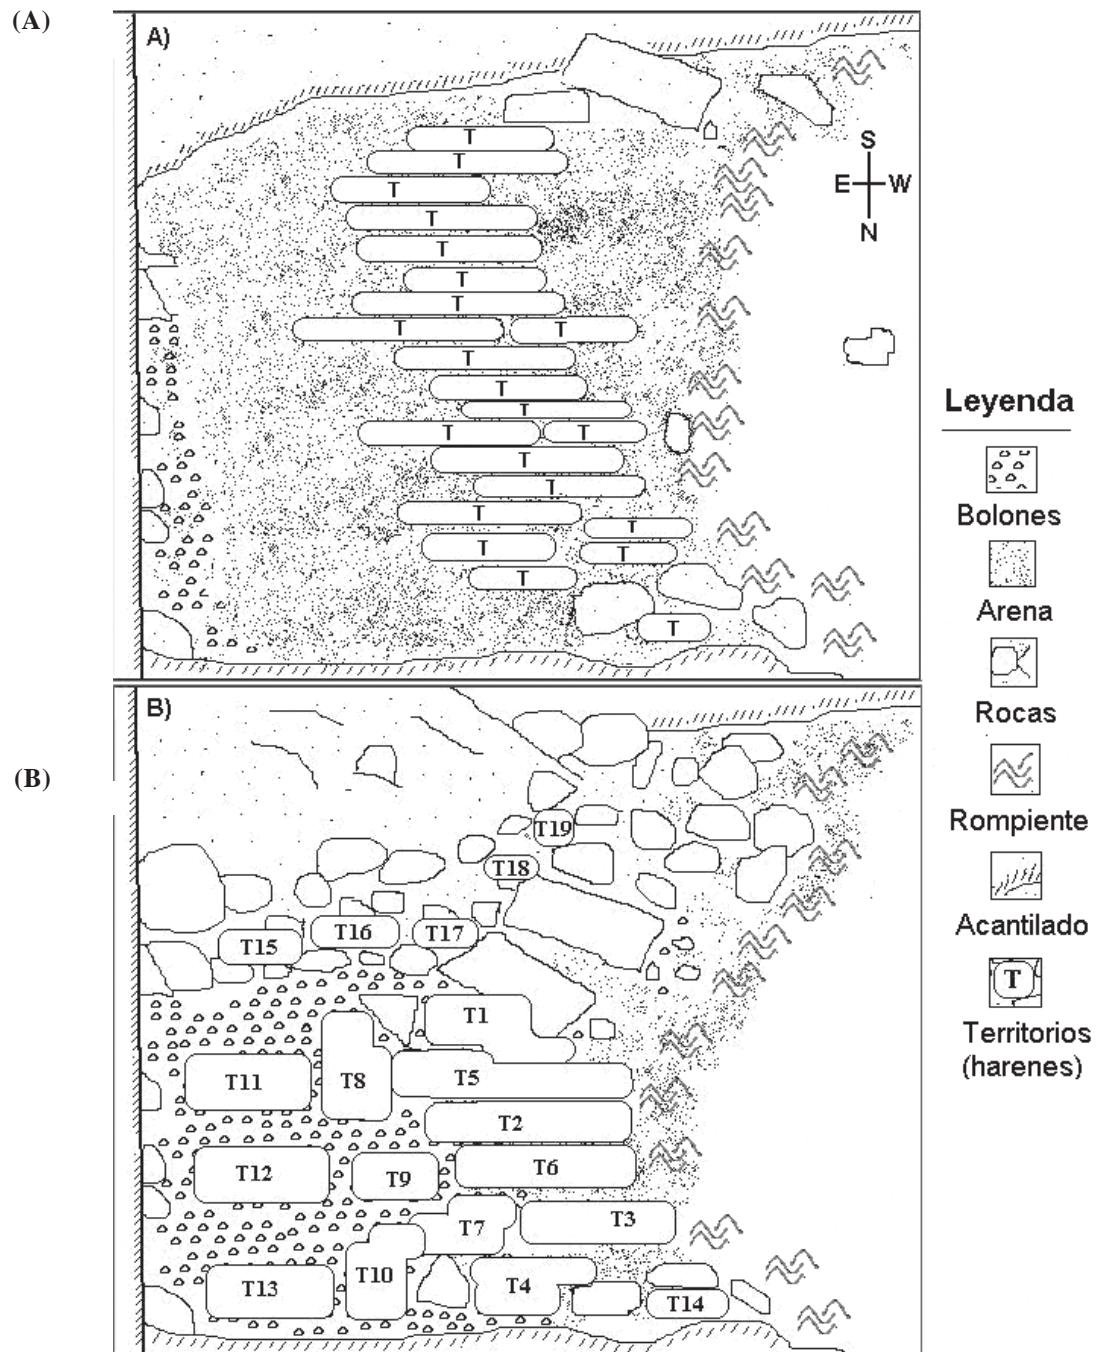 (A)
A)
T
T
T
S
E W
T
N
T
T
T
T T
T
T
T
T T
T
T
T
T
T
T
T
T
Leyenda
Bolones
Arena
Rocas
Rompiente
Acantilado
T
Territorios
(harenes)
(B)
B)
T19
T18
T15 T16 T17
T1
T11 T8 T5
T2
T12 T9 T6
T7 T3
T13 T10 T4 T14